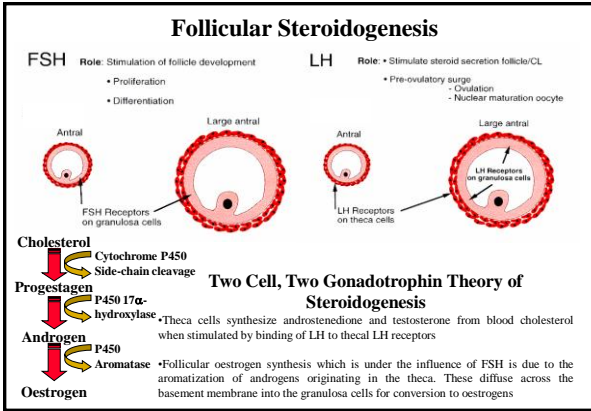 Follicular Steroidogenesis
FSH
Role: Stimulation of follicle development
• Proliferation
• Differentiation
Antral
Large antral
FSH Receptors
on granulosa cells
LH
Role: • Stimulate steroid secretion follicle/CL
• Pre-ovulatory surge
- Ovulation
- Nuclear maturation oocyte
Antral
Large antral
LH Receptors
on granulosa
cells
LH
Receptors
on theca cells
Cholesterol
Cytochrome P450
Side-chain cleavage
Progestagen
P450 17α-
hydroxylase
Androgen
P450
Aromatase
Oestrogen
Two Cell, Two Gonadotrophin Theory of
Steroidogenesis
•Theca cells synthesize androstenedione and testosterone from blood cholesterol
when stimulated by binding of LH to thecal LH receptors
•Follicular oestrogen synthesis which is under the influence of FSH is due to the
aromatization of androgens originating in the theca. These diffuse across the
basement membrane into the granulosa cells for conversion to oestrogens